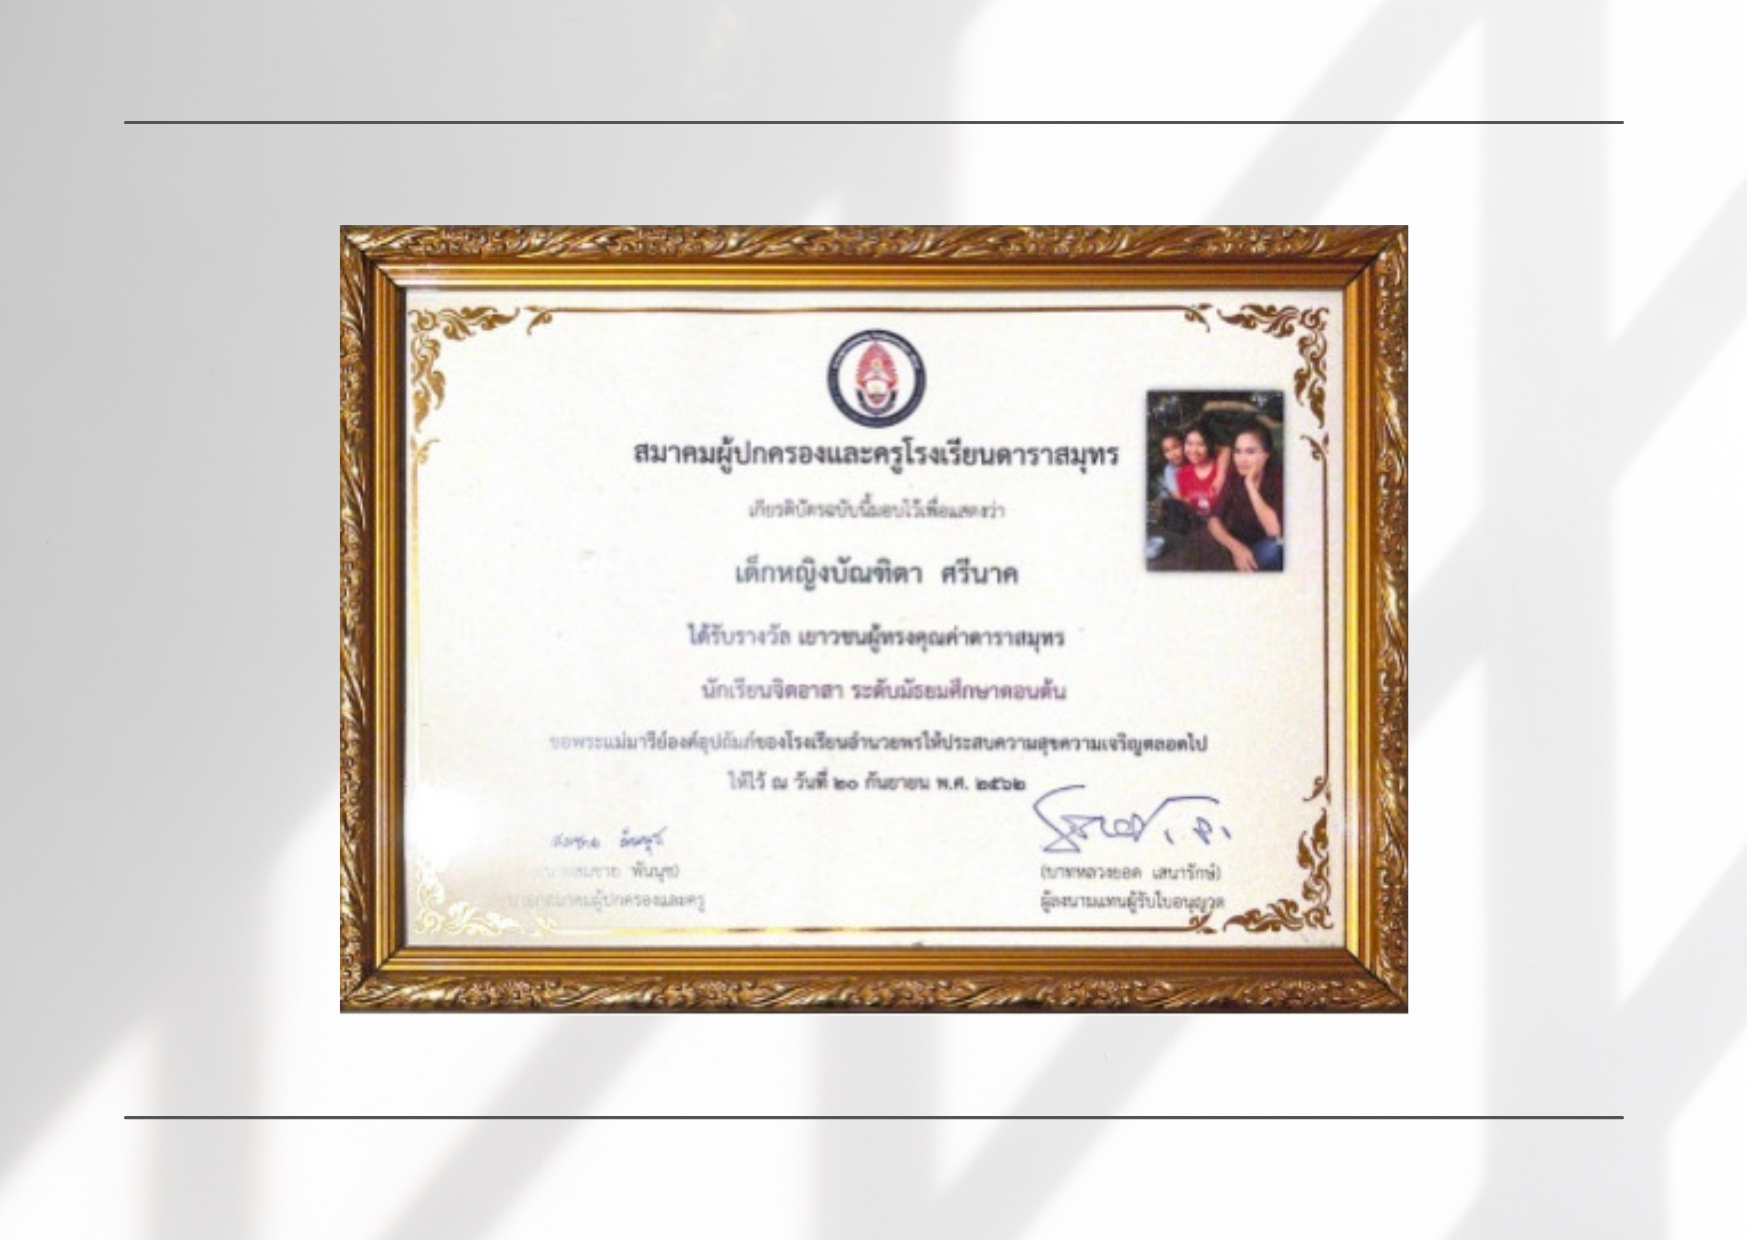 สมาคมผู้ปกครองและครูโรงเรียนดาราสมุทร
เกียรติบัตรฉบับนี้มอบไว้เพื่อแสดงว่า
เด็กหญิงบัณฑิตา ศรีนาค
ได้รับรางวัล เยาวชนผู้ทรงคุณค่าดาราสมุทร
นักเรียนจิตอาสา ระดับมัธยมศึกษาตอนต้น
ขอพระแม่มารีย์องค์อุปถัมภ์ของโรงเรียนอำนวยพรให้ประสบความสุขความเจริญตลอดไป
ให้ไว้ ณ วันที่ ๒๐ กันยายน พ.ศ. ๒๕๖๒
(นายสมชาย พันนุช)
นายกสมาคมผู้ปกครองและครู
(บาทหลวงยอด เสนารักษ์)
ผู้ลงนามแทนผู้รับใบอนุญาต